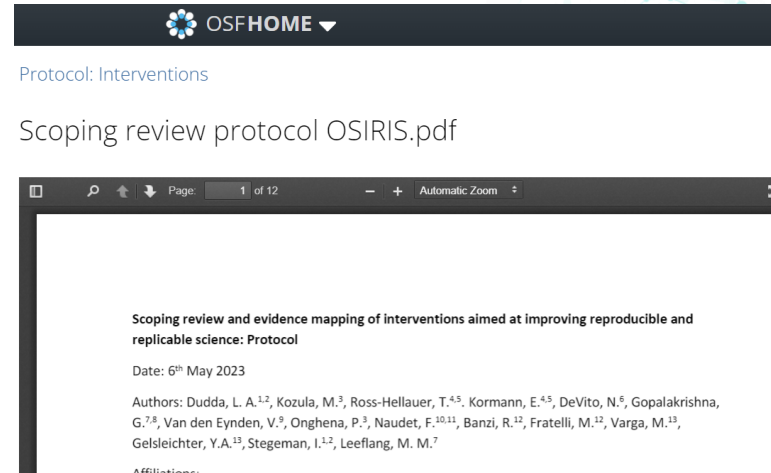 OSFHOME
Protocol: Interventions
Scoping review protocol OSIRIS.pdf
Page: 1 of 12 Automatic Zoom
Scoping review and evidence mapping of interventions aimed at improving reproducible and
replicable science: Protocol
Date: 6th May 2023
Authors: Dudda, L. A.1,2, Kozula, M.3, Ross-Hellauer, T.4,5. Kormann, E.4,5, DeVito, N.6, Gopalakrishna,
G.7,8, Van den Eynden, V.9, Onghena, P.3, Naudet, F.10,11, Banzi, R.12, Fratelli, M.12, Varga, M.13,
Gelsleichter, Y.A.13, Stegeman, I.1,2, Leeflang, M. M.7
Affiliations: